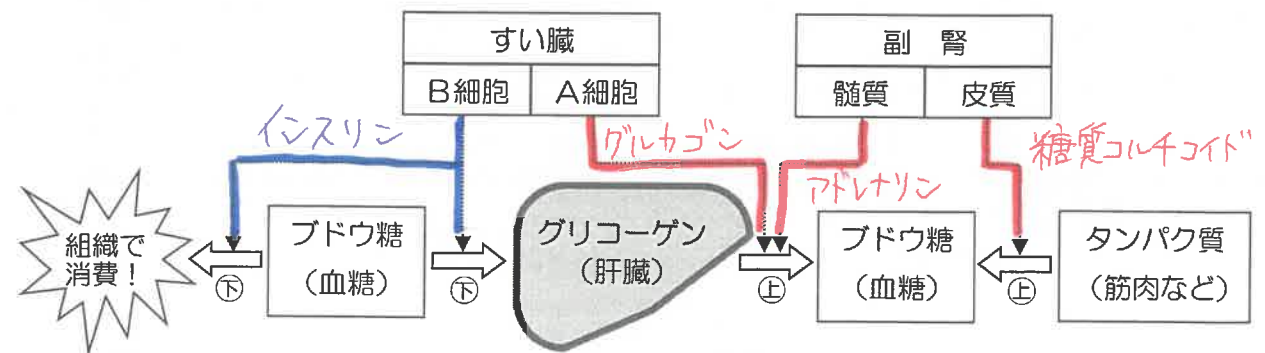 すい臓
副 腎
B細胞
A細胞
髄質
皮質
インスリン
グルカゴン
アドレナリン
糖質コルチコイド
組織で
消費！
下
ブドウ糖
(血糖)
下
グリコーゲン
(肝臓)
上
ブドウ糖
(血糖)
上
タンパク質
(筋肉など)